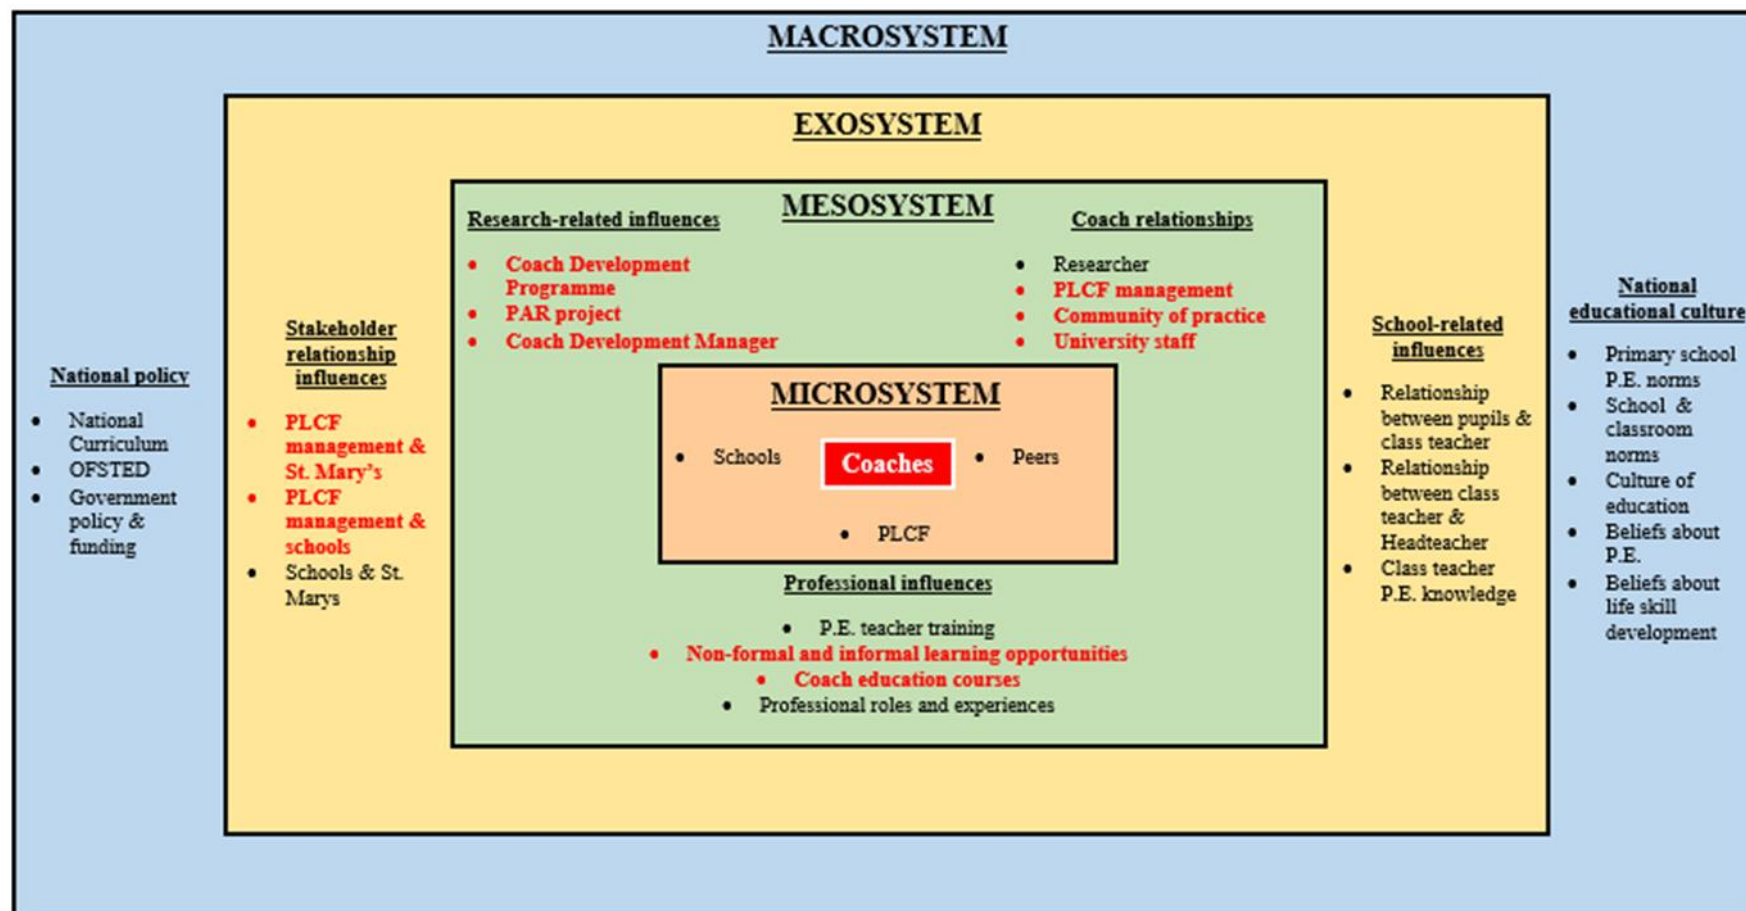 MACROSYSTEM
EXOSYSTEM
MESOSYSTEM
Research-related influences
• Coach Development
Programme
• PAR project
• Coach Development Manager
Coach relationships
• Researcher
• PLCF management
• Community of practice
• University staff
MICROSYSTEM
• Schools
Coaches
• Peers
• PLCF
Professional influences
• P.E. teacher training
• Non-formal and informal learning opportunities
• Coach education courses
• Professional roles and experiences
Stakeholder
relationship
influences
• PLCF
management &
St. Mary's
• PLCF
management &
schools
• Schools & St.
Marys
School-related
influences
• Relationship
between pupils &
class teacher
• Relationship
between class
teacher &
Headteacher
• Class teacher
P.E. knowledge
National policy
• National
Curriculum
• OFSTED
• Government
policy &
funding
National
educational culture
• Primary school
P.E. norms
• School &
classroom
norms
• Culture of
education
• Beliefs about
P.E.
• Beliefs about
life skill
development